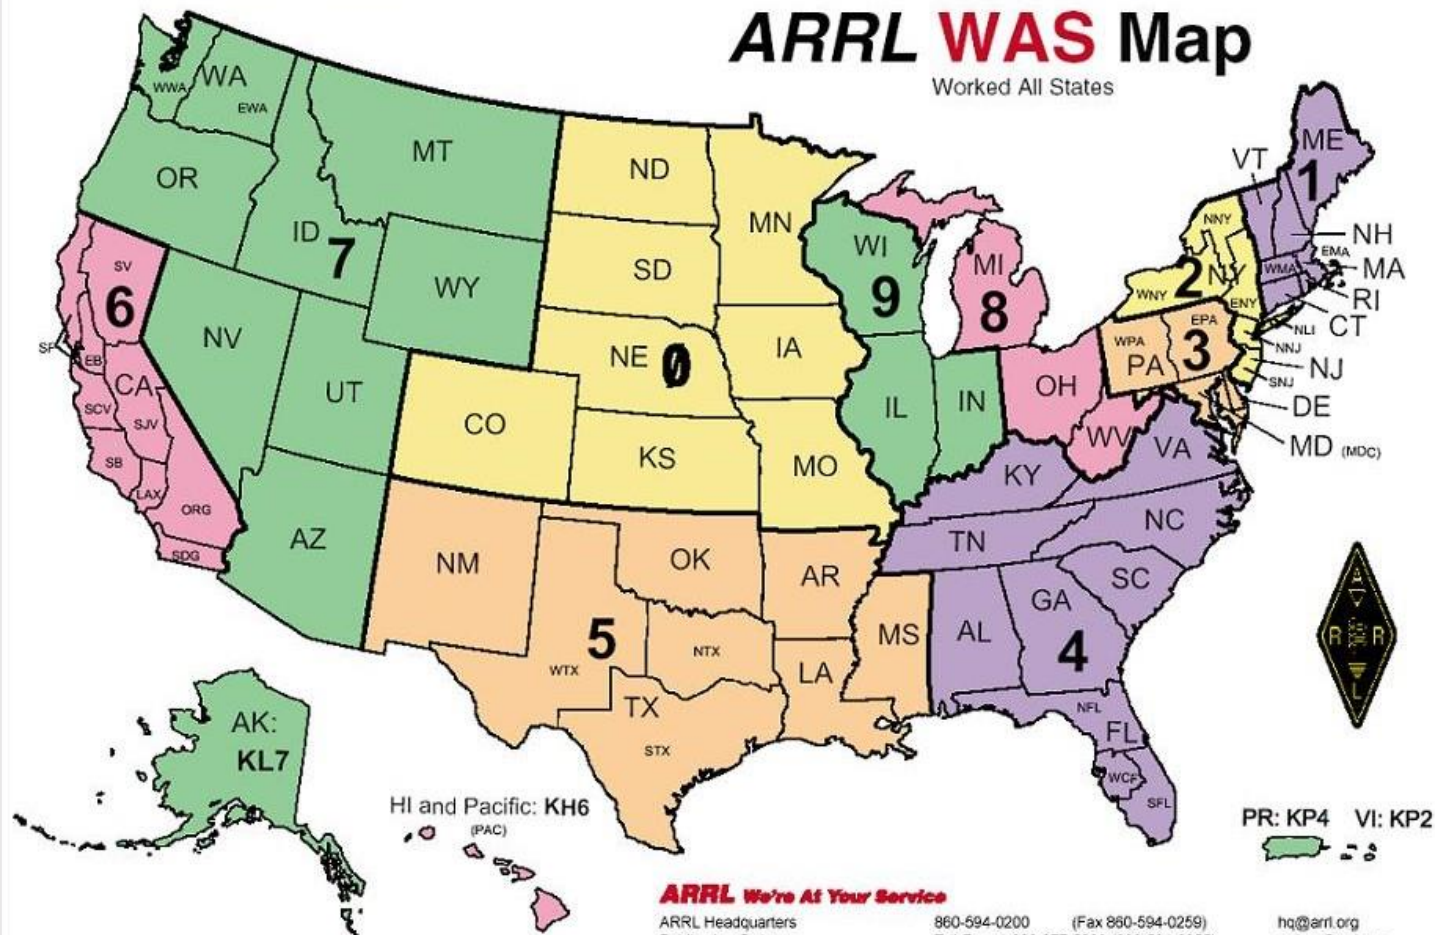 ARRL WAS Map
Worked All States
WA
WWA
EWA
OR
MT
ID
7
WY
NV
UT
AZ
SV
6
SF
EB
CA
SCV
SJV
SB
LAX
ORG
SDG
ND
MN
SD
NE
0
IA
CO
KS
MO
WI
9
IL
IN
MI
8
OH
WV
NM
OK
AR
5
WTX
NTX
TX
STX
LA
MS
KY
VA
TN
NC
SC
GA
AL
4
NFL
FL
WCF
SFL
ME
1
VT
NH
EMA
MA
WMA
RI
CT
NNY
2
NY
WNY
ENY
NLI
NNJ
NJ
SNJ
EPA
WPA
3
PA
DE
MD (MDC)
A
R R
L
AK:
KL7
HI and Pacific: KH6
(PAC)
PR: KP4 VI: KP2
ARRL We're At Your Service
ARRL Headquarters 860-594-0200 (Fax 860-594-0259) hq@arrl.org